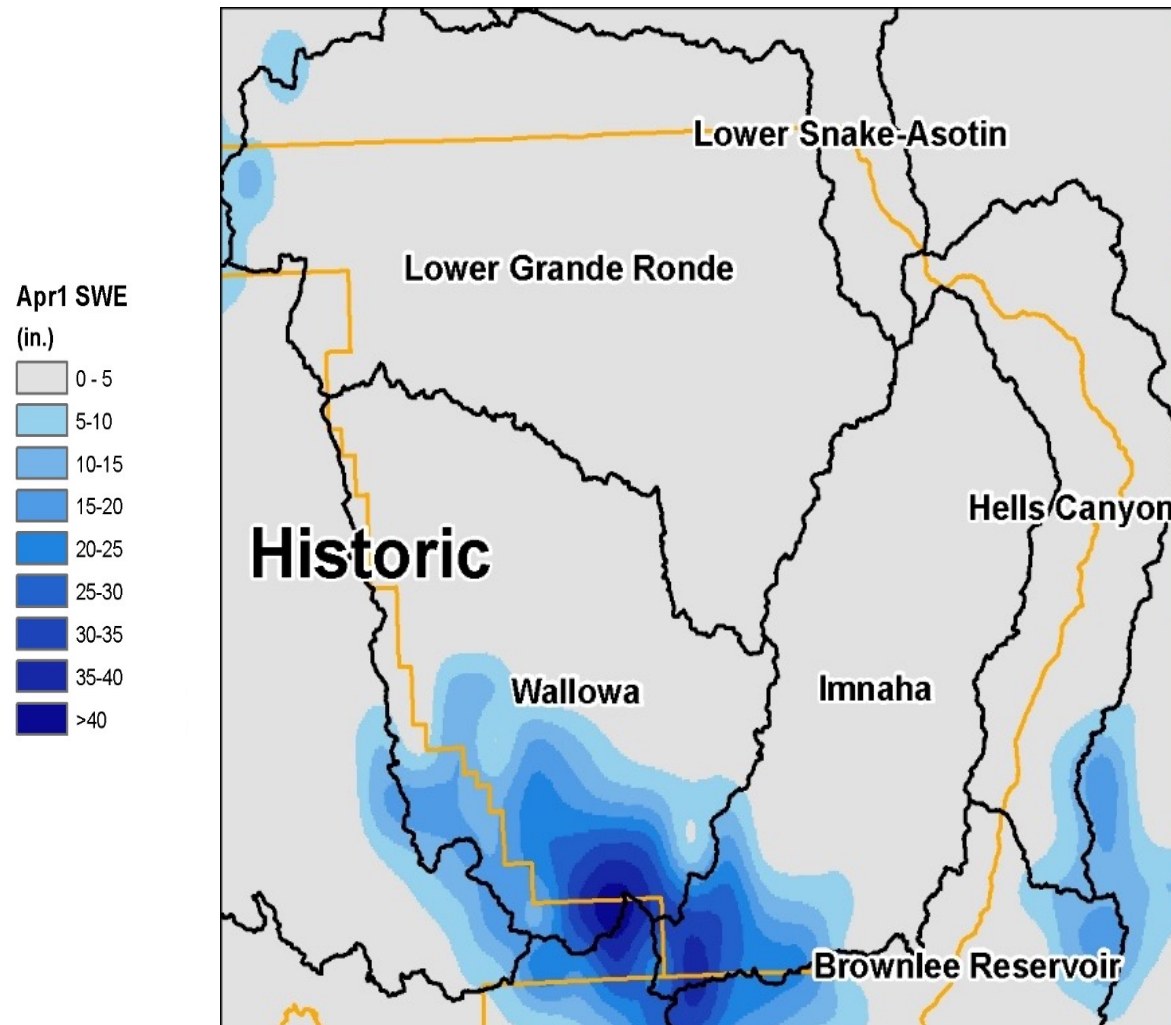 Apr1 SWE
(in.)
0 - 5
5-10
10-15
15-20
20-25
25-30
30-35
35-40
>40
Lower Snake-Asotin
Lower Grande Ronde
Hells Canyon
Historic
Wallowa
Imnaha
Brownlee Reservoir